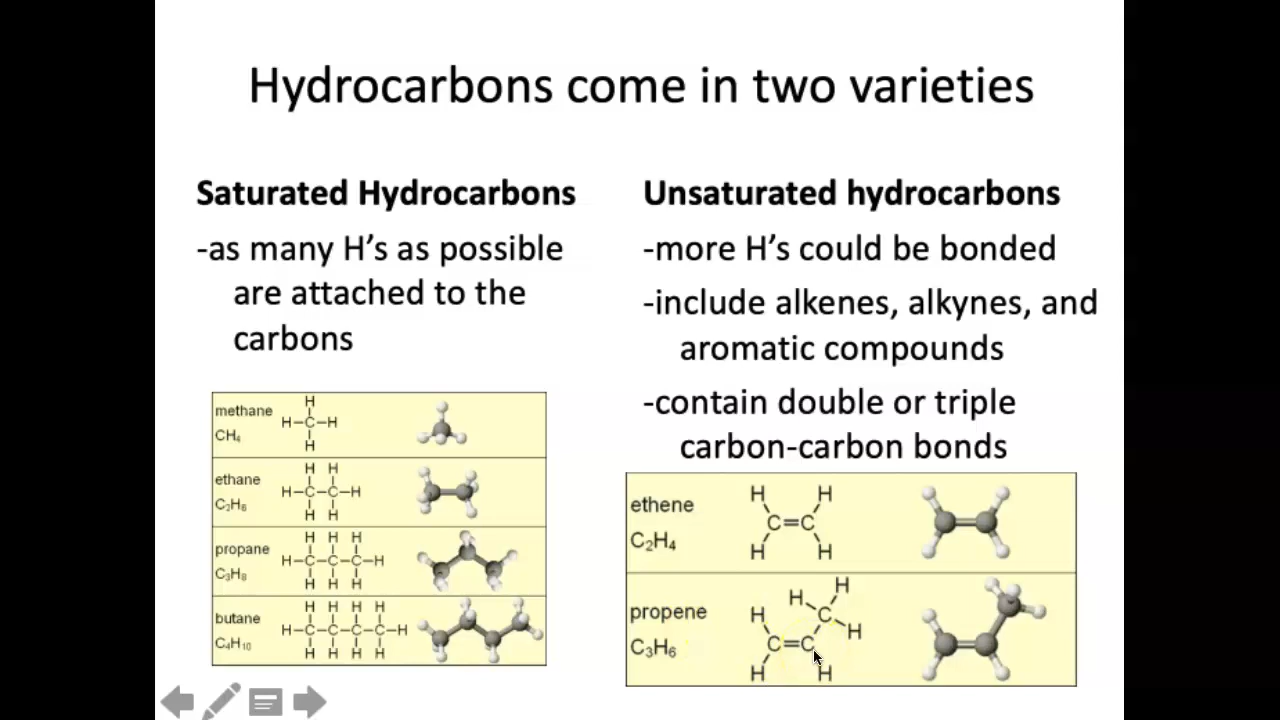 Hydrocarbons come in two varieties
Saturated Hydrocarbons
-as many H's as possible
are attached to the
carbons
methane
CH₄
H
H–C–H
H
ethane
C₂H₆
H H
H–C–C–H
H H
propane
C₃H₈
H H H
H–C–C–C–H
H H H
butane
C₄H₁₀
H H H H
H–C–C–C–C–H
H H H H
Unsaturated hydrocarbons
-more H's could be bonded
-include alkenes, alkynes, and
aromatic compounds
-contain double or triple
carbon-carbon bonds
ethene
C₂H₄
H H
C=C
H H
propene
C₃H₆
H
H
H C
H
C=C
H H